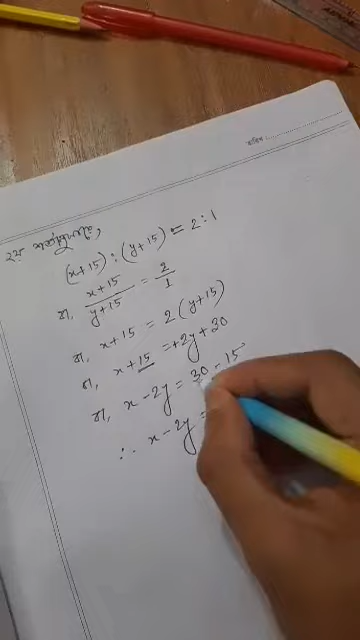 তারিখ:....................
২য় শর্তানুসারে,
(x+15) : (y+15) = 2:1
বা, x+15/y+15 = 2/1
বা, x+15 = 2(y+15)
বা, x+15 = +2y+30
বা, x-2y = 30-15
∴ x-2y =